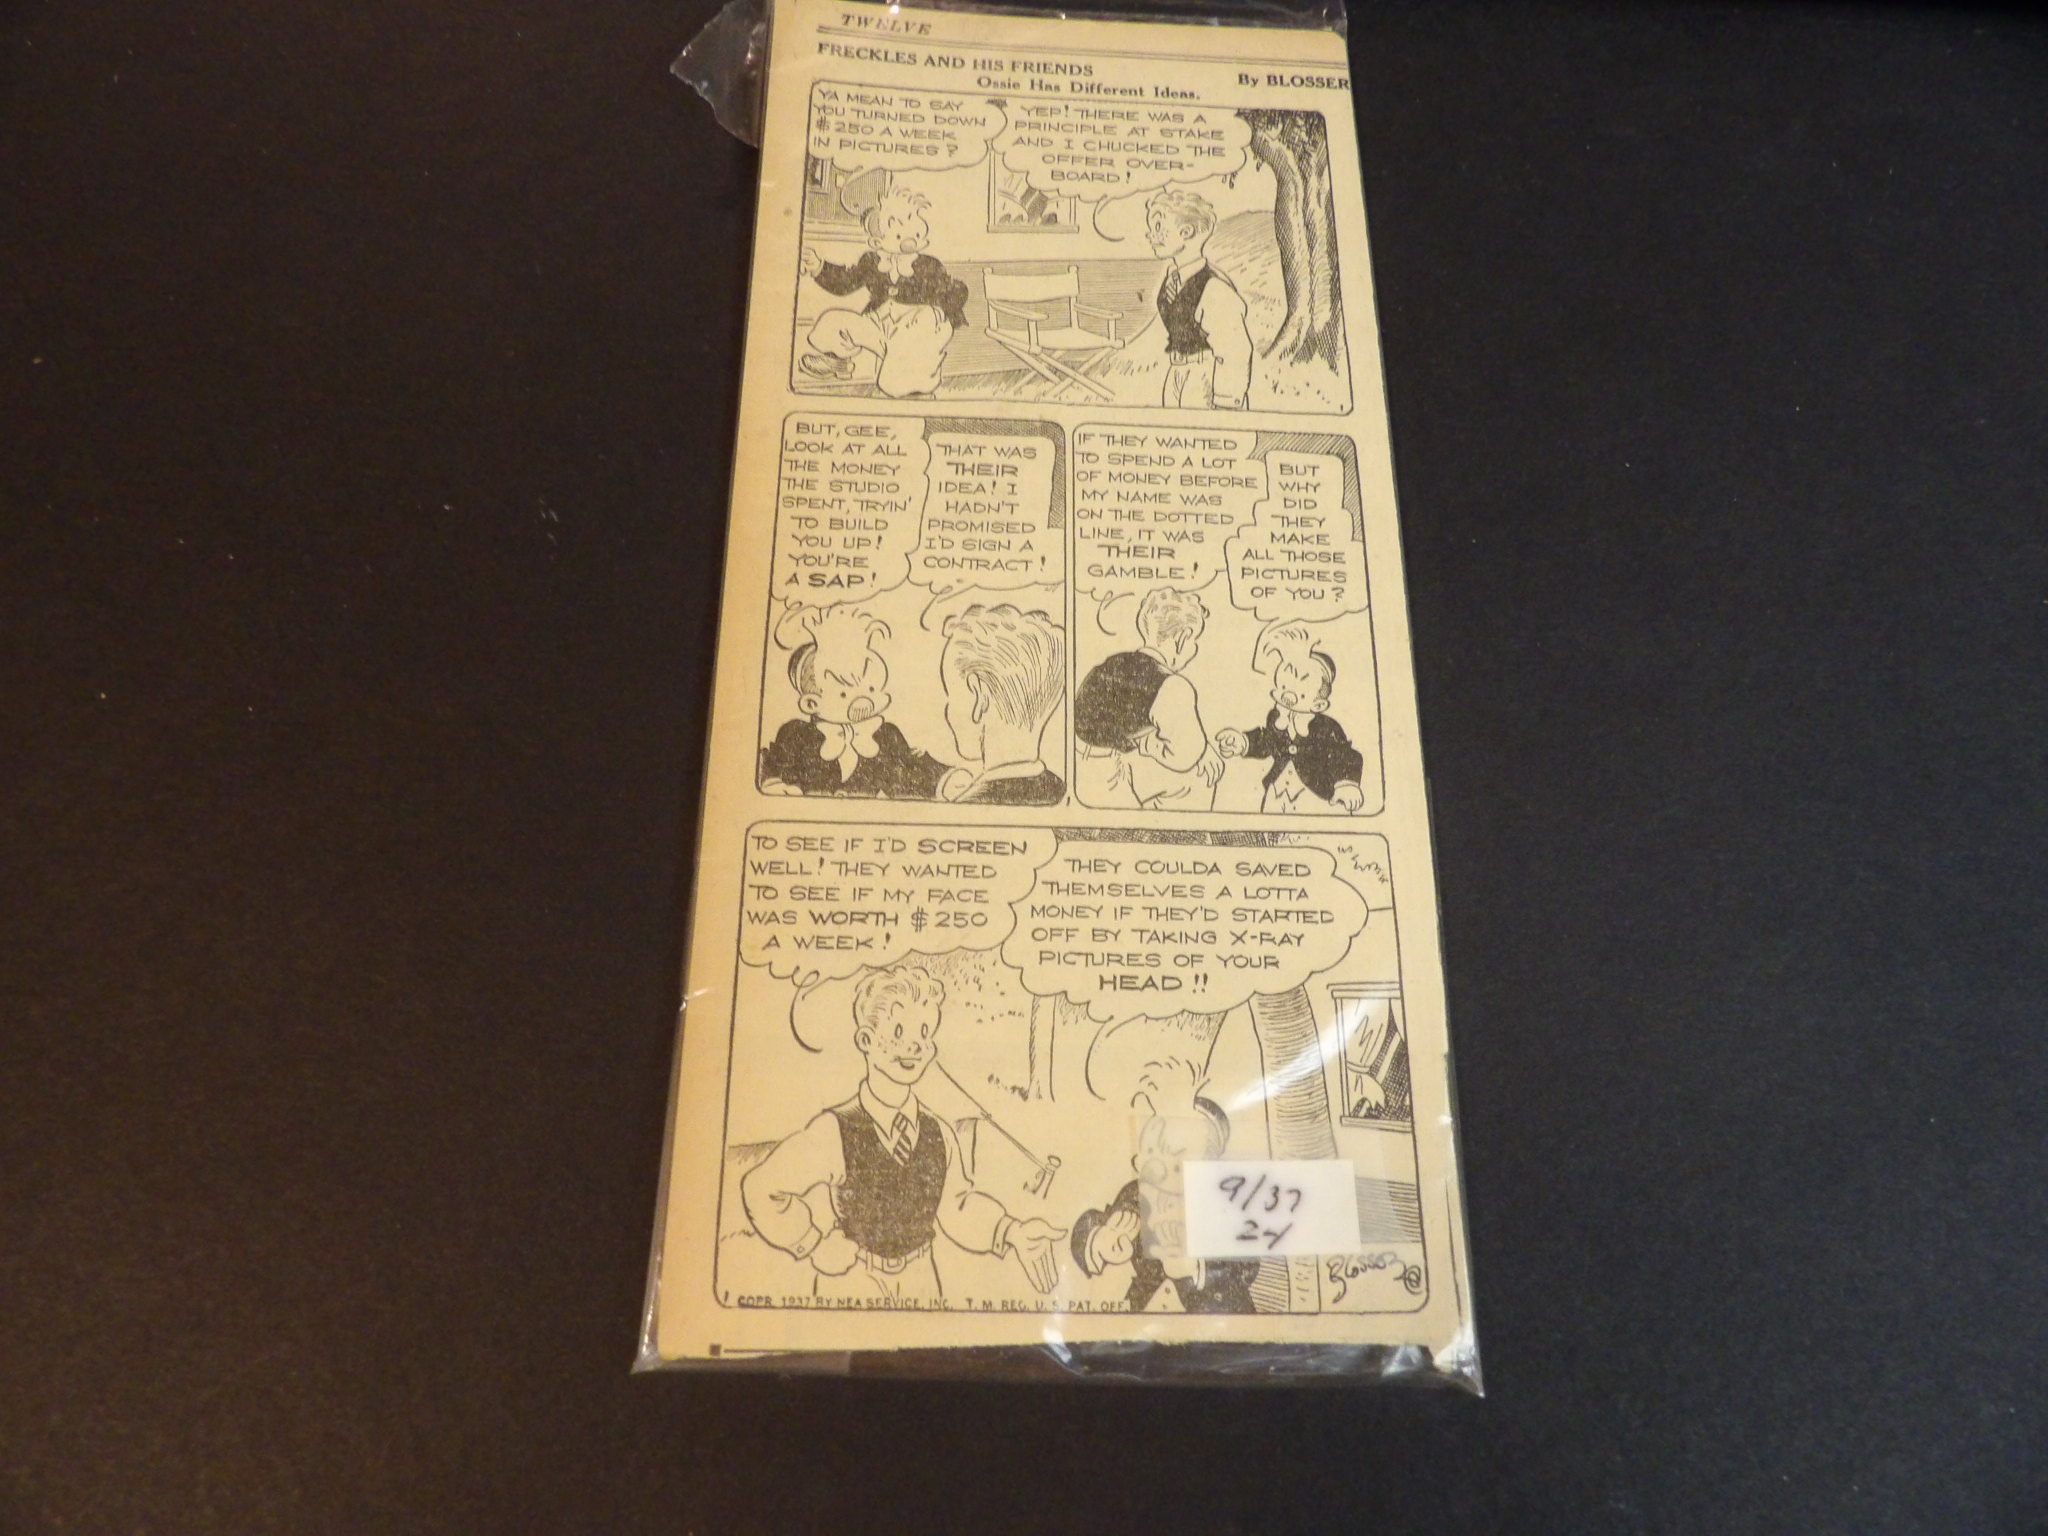 TWELVE
FRECKLES AND HIS FRIENDS
By BLOSSER
Ossie Has Different Ideas.
YA MEAN TO SAY
YOU TURNED DOWN
$250 A WEEK
IN PICTURES?
YEP! THERE WAS A
PRINCIPLE AT STAKE
AND I CHUCKED THE
OFFER OVER-
BOARD!
BUT, GEE,
LOOK AT ALL
THE MONEY
THE STUDIO
SPENT, TRYIN'
TO BUILD
YOU UP!
YOU'RE
A SAP!
THAT WAS
THEIR
IDEA! I
HADN'T
PROMISED
I'D SIGN A
CONTRACT!
IF THEY WANTED
TO SPEND A LOT
OF MONEY BEFORE
MY NAME WAS
ON THE DOTTED
LINE, IT WAS
THEIR
GAMBLE!
BUT
WHY
DID
THEY
MAKE
ALL THOSE
PICTURES
OF YOU?
TO SEE IF I'D SCREEN
WELL! THEY WANTED
TO SEE IF MY FACE
WAS WORTH $250
A WEEK!
THEY COULDA SAVED
THEMSELVES A LOTTA
MONEY IF THEY'D STARTED
OFF BY TAKING X-RAY
PICTURES OF YOUR
HEAD!!
9/37
Blosser
COPR. 1937 BY NEA SERVICE, INC. T. M. REG. U. S. PAT. OFF.